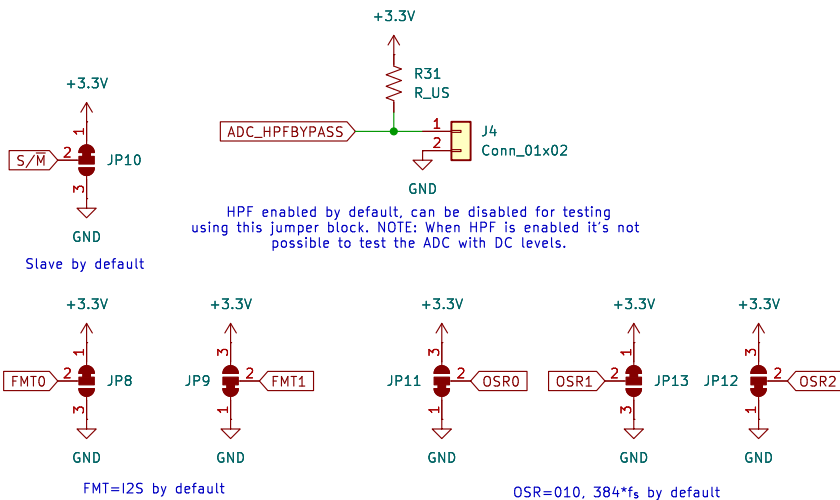 +3.3V
R31
R_US
ADC_HPFBYPASS
1
2
J4
Conn_01x02
GND
HPF enabled by default, can be disabled for testing
using this jumper block. NOTE: When HPF is enabled it's not
possible to test the ADC with DC levels.
+3.3V
1
S/M̅
2
JP10
3
GND
Slave by default
+3.3V
1
FMT0
2
JP8
3
GND
+3.3V
3
JP9
2
FMT1
1
GND
FMT=I2S by default
+3.3V
3
JP11
2
OSR0
1
GND
+3.3V
1
OSR1
2
JP13
3
GND
+3.3V
3
JP12
2
OSR2
1
GND
OSR=010, 384*fₛ by default